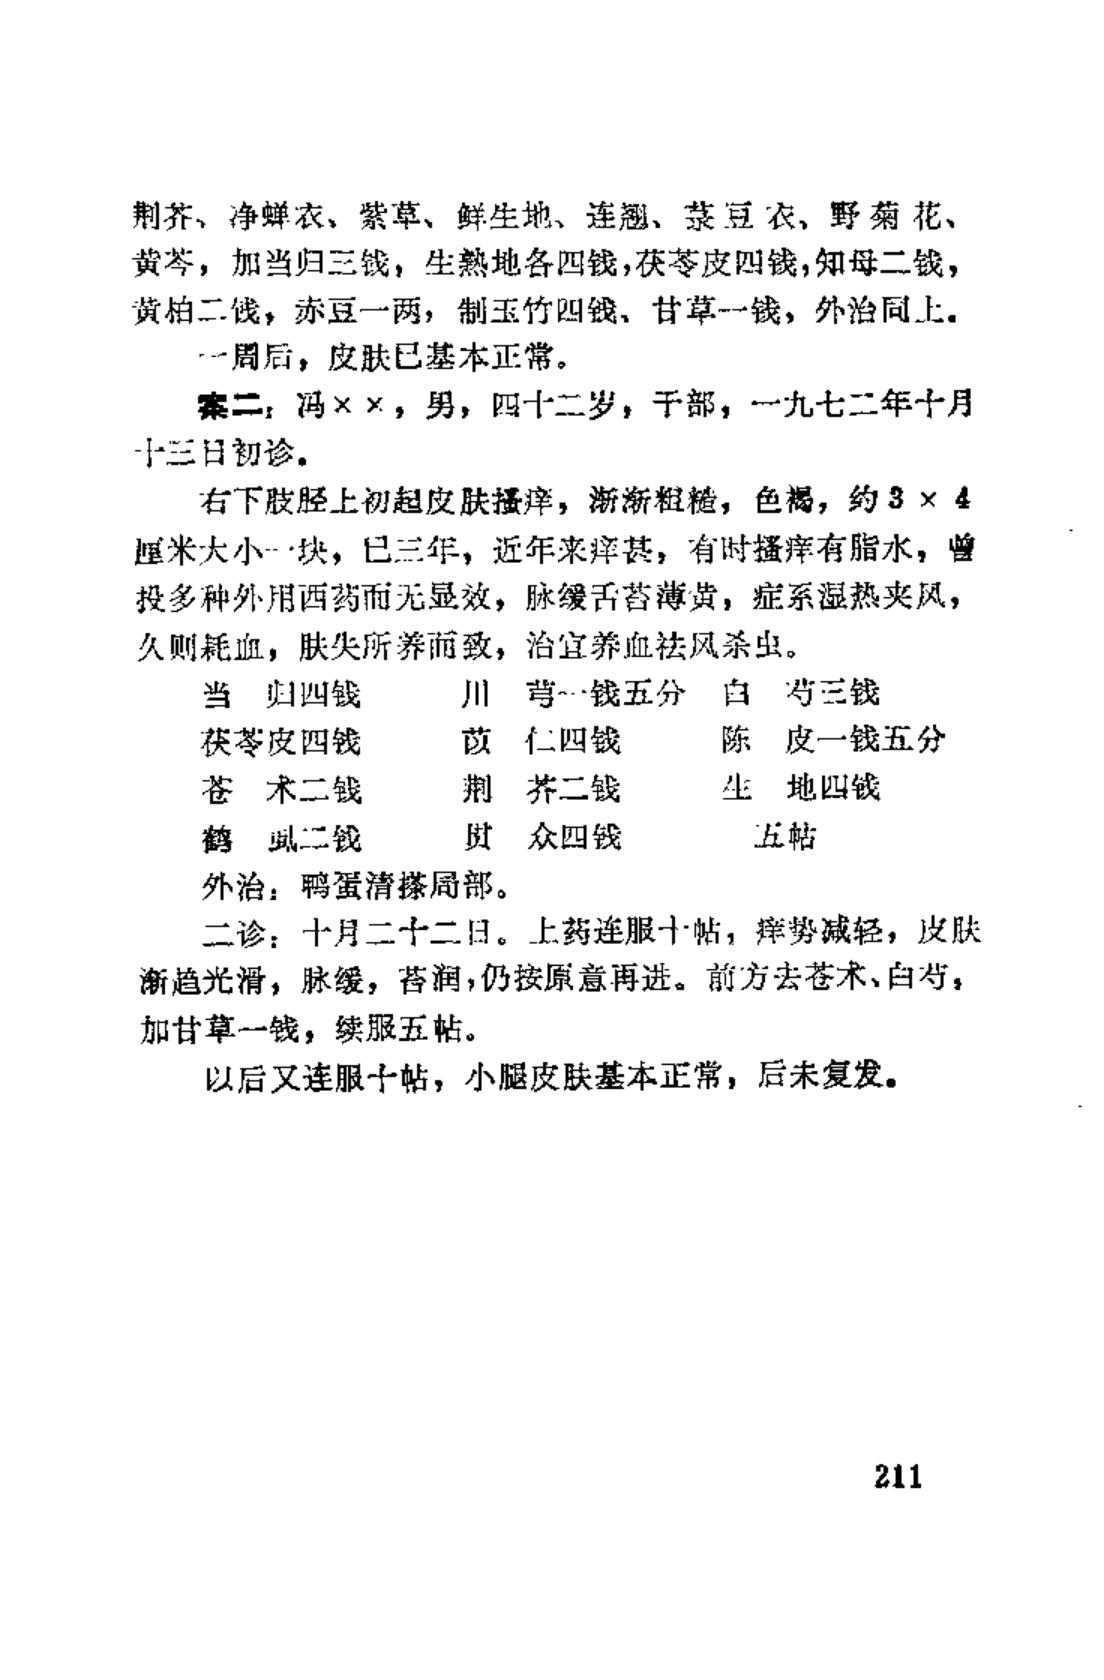 荆芥、净蝉衣、紫草、鲜生地、连翘、菉豆衣、野菊花、
黄芩，加当归三钱，生熟地各四钱，茯苓皮四钱，知母二钱，
黄柏二钱，赤豆一两，制玉竹四钱、甘草一钱，外治同上。
一周后，皮肤已基本正常。
案二：冯××，男，四十二岁，干部，一九七二年十月
十三日初诊。
右下肢胫上初起皮肤搔痒，渐渐粗糙，色褐，约3×4
厘米大小一块，已三年，近年来痒甚，有时搔痒有脂水，曾
投多种外用西药而无显效，脉缓舌苔薄黄，症系湿热夹风，
久则耗血，肤失所养而致，治宜养血祛风杀虫。
当　归四钱　川　芎一钱五分　白　芍三钱
茯苓皮四钱　苡　仁四钱　陈　皮一钱五分
苍　术二钱　荆　芥二钱　生　地四钱
鹤　虱二钱　贯　众四钱　五帖
外治：鸭蛋清搽局部。
二诊：十月二十二日。上药连服十帖，痒势减轻，皮肤
渐趋光滑，脉缓，苔润，仍按原意再进。前方去苍术、白芍，
加甘草一钱，续服五帖。
以后又连服十帖，小腿皮肤基本正常，后未复发。
211